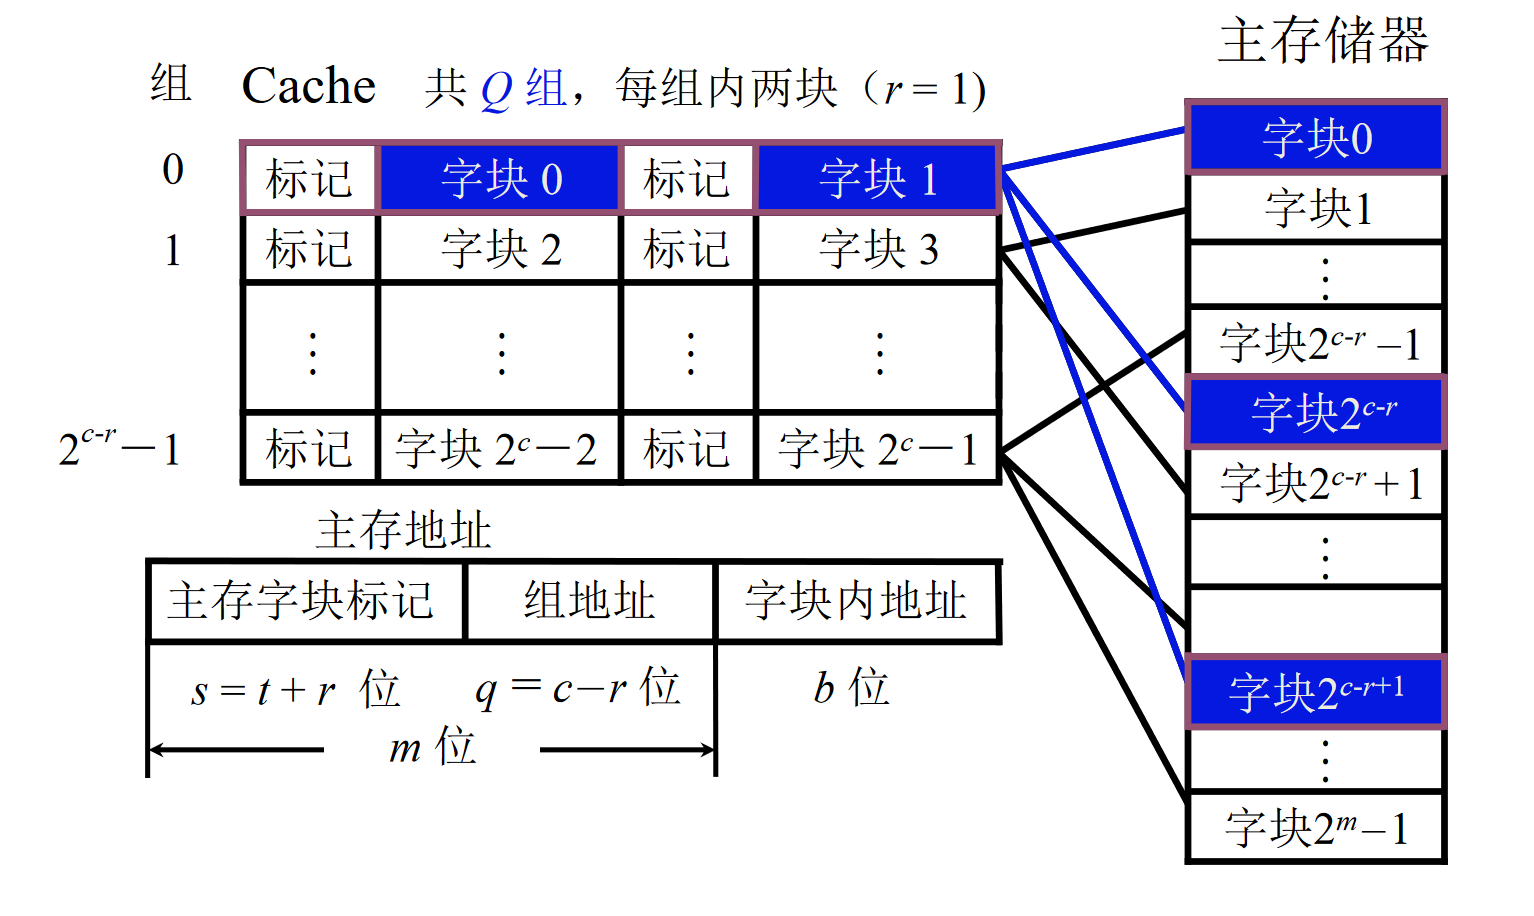 主存储器
组 Cache 共 Q 组，每组内两块（r = 1)
0 标记 字块 0 标记 字块 1
1 标记 字块 2 标记 字块 3
⋮ ⋮ ⋮ ⋮
2^{c-r}－1 标记 字块 2^c－2 标记 字块 2^c－1
字块0
字块1
⋮
字块2^{c-r} –1
字块2^{c-r}
字块2^{c-r} + 1
⋮
字块2^{c-r+1}
⋮
字块2^m–1
主存地址
主存字块标记 组地址 字块内地址
s = t + r 位 q = c–r 位 b 位
m 位